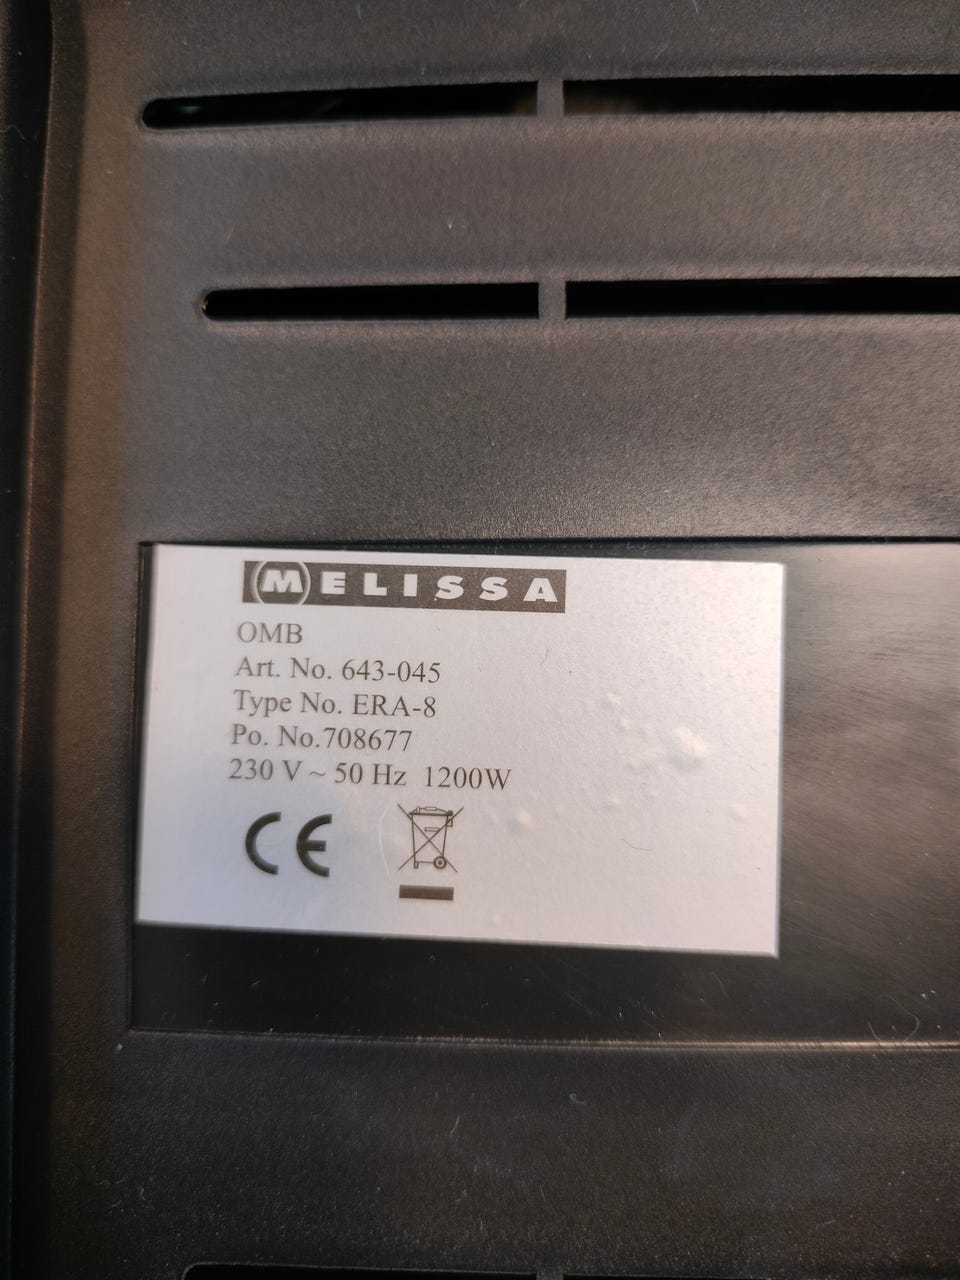 MELISSA
OMB
Art. No. 643-045
Type No. ERA-8
Po. No.708677
230 V ~ 50 Hz 1200W
CE